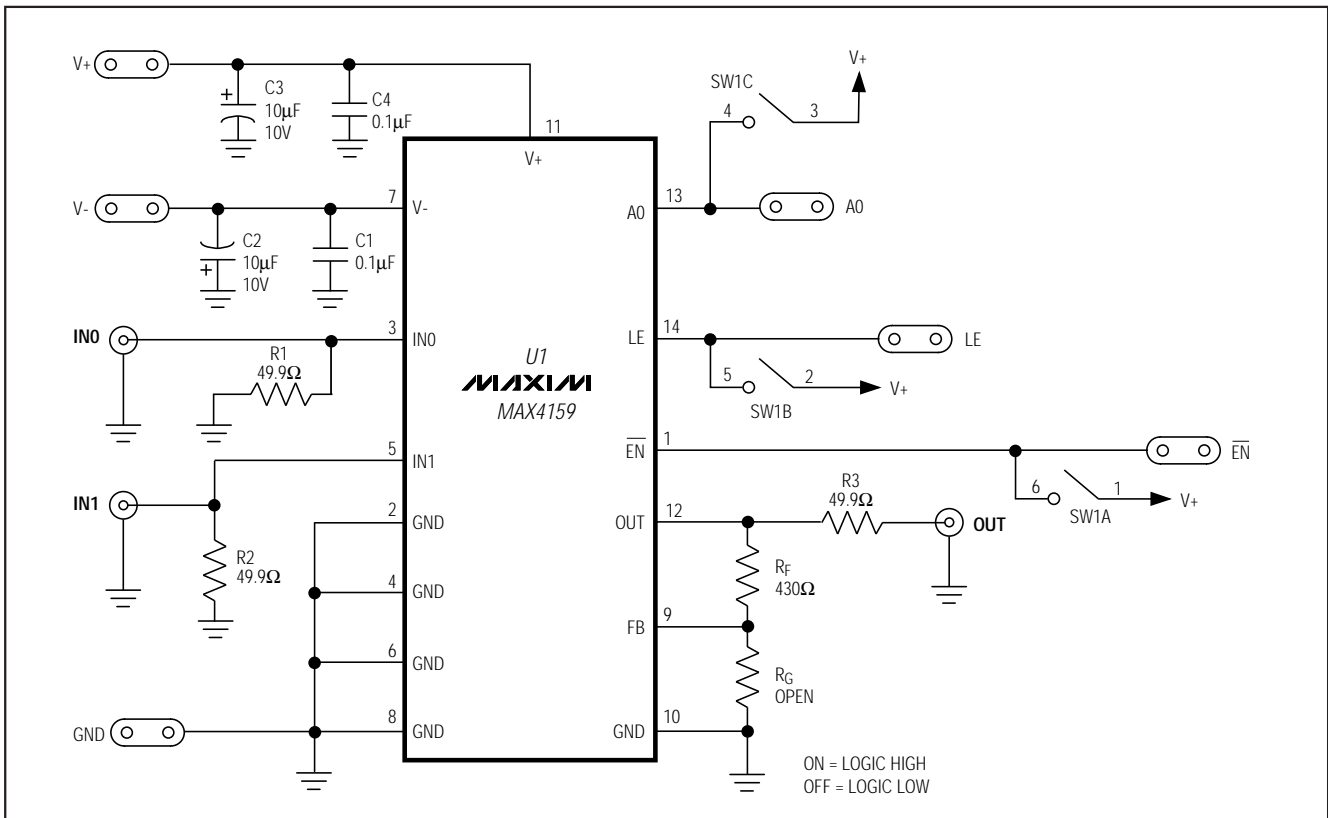 V+
C3
10µF
10V
C4
0.1µF
11
V+
SW1C
4
3
V+
V-
7
V-
C2
10µF
10V
C1
0.1µF
A0
13
A0
IN0
3
IN0
R1
49.9Ω
U1
MAXIM
MAX4159
LE
14
LE
5
2
V+
SW1B
IN1
5
IN1
R2
49.9Ω
EN
1
EN
6
1
V+
SW1A
2
GND
4
GND
6
GND
GND
8
GND
OUT
12
R3
49.9Ω
OUT
RF
430Ω
FB
9
RG
OPEN
GND
10
ON = LOGIC HIGH
OFF = LOGIC LOW
+
+